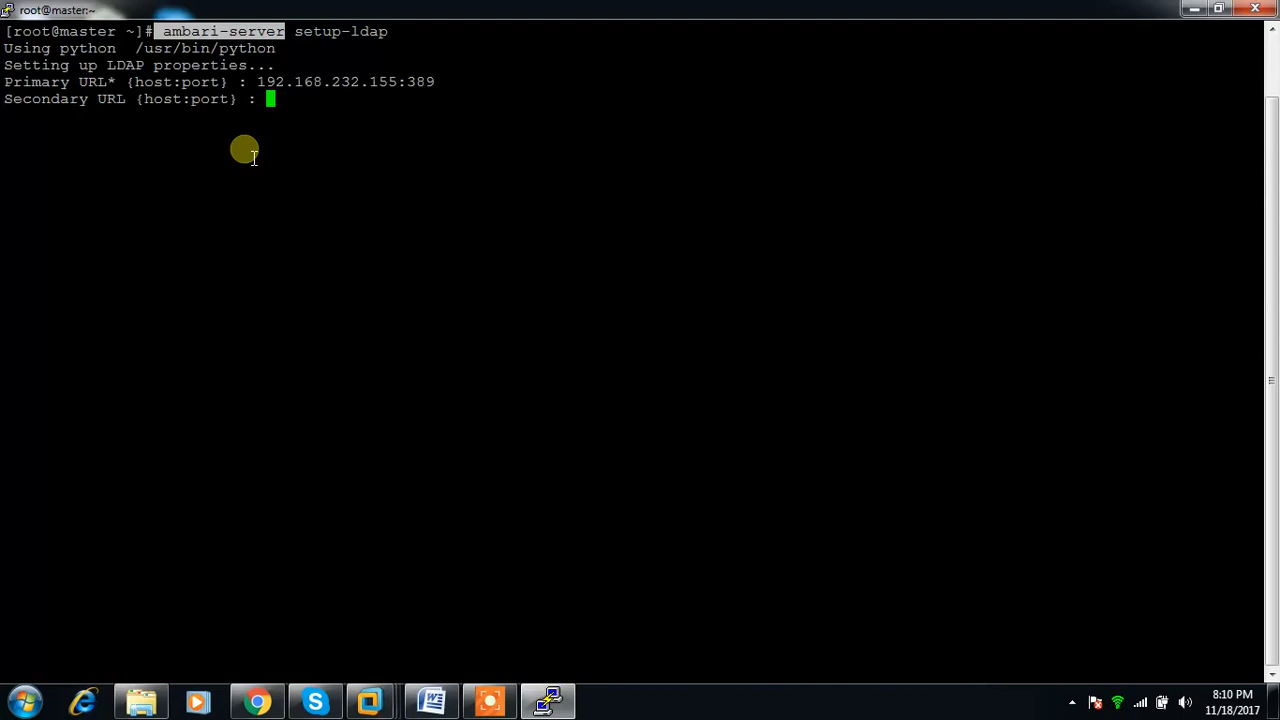 root@master:~
[root@master ~]# ambari-server setup-ldap
Using python  /usr/bin/python
Setting up LDAP properties...
Primary URL* {host:port} : 192.168.232.155:389
Secondary URL {host:port} :
8:10 PM
11/18/2017